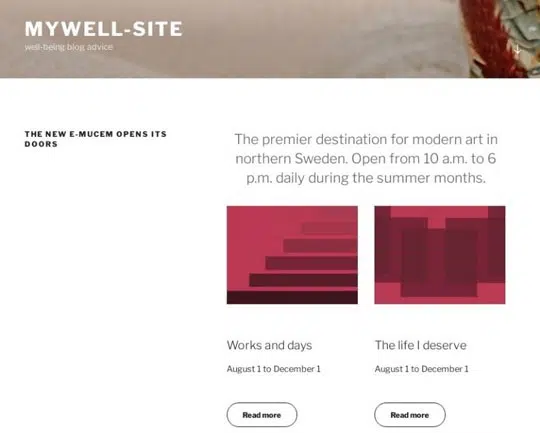 MYWELL-SITE
well-being blog advice
THE NEW E-MUCEM OPENS ITS
DOORS
The premier destination for modern art in
northern Sweden. Open from 10 a.m. to 6
p.m. daily during the summer months.
Works and days
August 1 to December 1
Read more
The life I deserve
August 1 to December 1
Read more